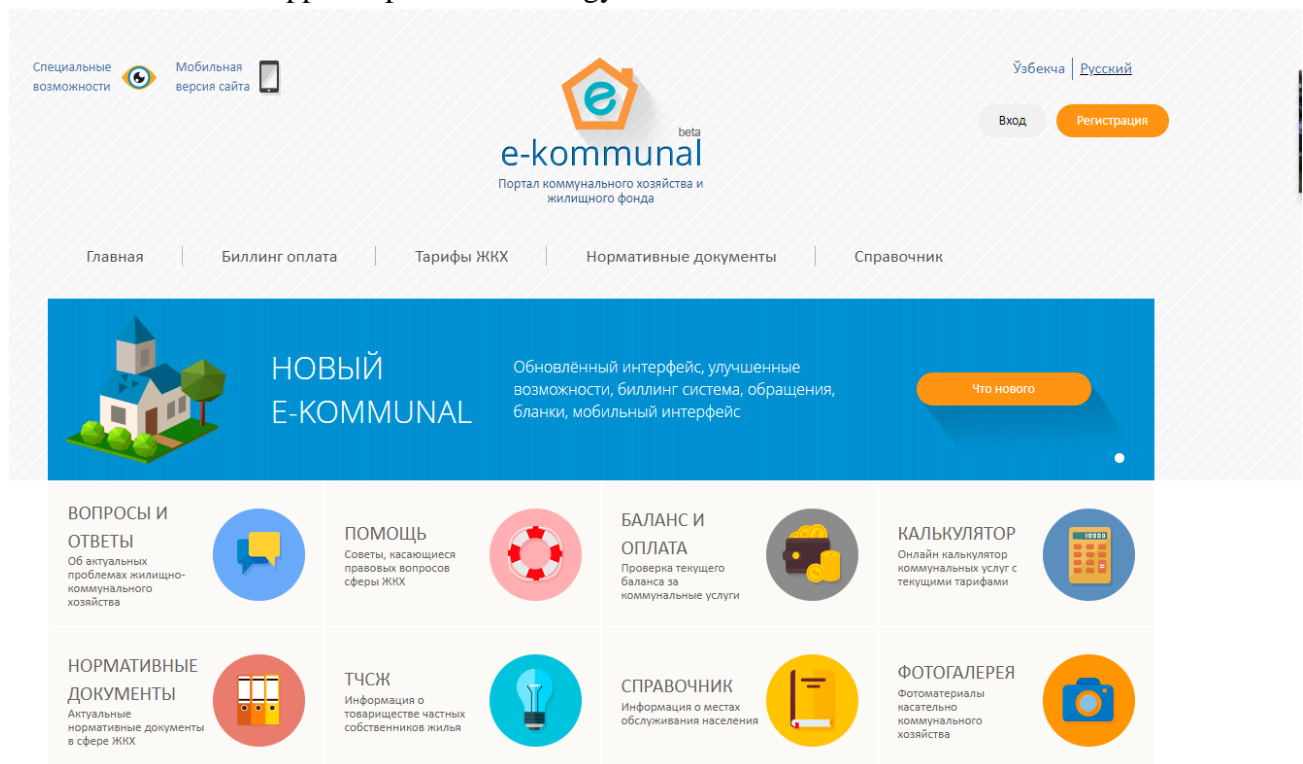 Специальные
возможности
Мобильная
версия сайта
Ўзбекча
Русский
Вход
Регистрация
e
beta
e-kommunal
Портал коммунального хозяйства и
жилищного фонда
Главная
Биллинг оплата
Тарифы ЖКХ
Нормативные документы
Справочник
НОВЫЙ
E-KOMMUNAL
Обновлённый интерфейс, улучшенные
возможности, биллинг система, обращения,
бланки, мобильный интерфейс
Что нового
ВОПРОСЫ И
ОТВЕТЫ
Об актуальных
проблемах жилищно-
коммунального
хозяйства
ПОМОЩЬ
Советы, касающиеся
правовых вопросов
сферы ЖКХ
БАЛАНС И
ОПЛАТА
Проверка текущего
баланса за
коммунальные услуги
КАЛЬКУЛЯТОР
Онлайн калькулятор
коммунальных услуг с
текущими тарифами
10000
НОРМАТИВНЫЕ
ДОКУМЕНТЫ
Актуальные
нормативные документы
в сфере ЖКХ
ТЧСЖ
Информация о
товариществе частных
собственников жилья
СПРАВОЧНИК
Информация о местах
обслуживания населения
ФОТОГАЛЕРЕЯ
Фотоматериалы
касательно
коммунального
хозяйства